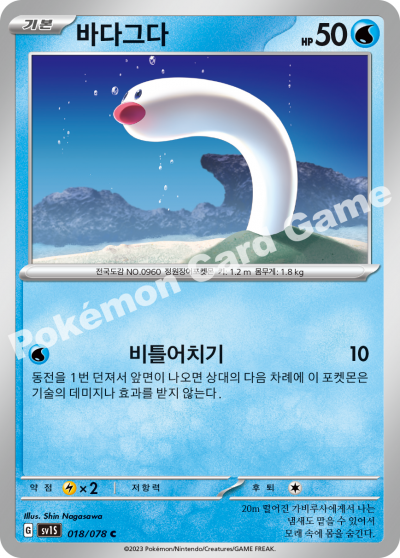 기본 바다그다 HP 50
전국도감 NO.0960 정원장어포켓몬 키: 1.2 m 몸무게: 1.8 kg
Pokémon Card Game
비틀어치기 10
동전을 1번 던져서 앞면이 나오면 상대의 다음 차례에 이 포켓몬은
기술의 데미지나 효과를 받지 않는다.
약점 ×2 저항력 후퇴
Illus. Shin Nagasawa
G sv1S 018/078 C
20m 떨어진 가비루사에게서 나는
냄새도 맡을 수 있어서
모래 속에 몸을 숨긴다.
©2023 Pokémon/Nintendo/Creatures/GAME FREAK.